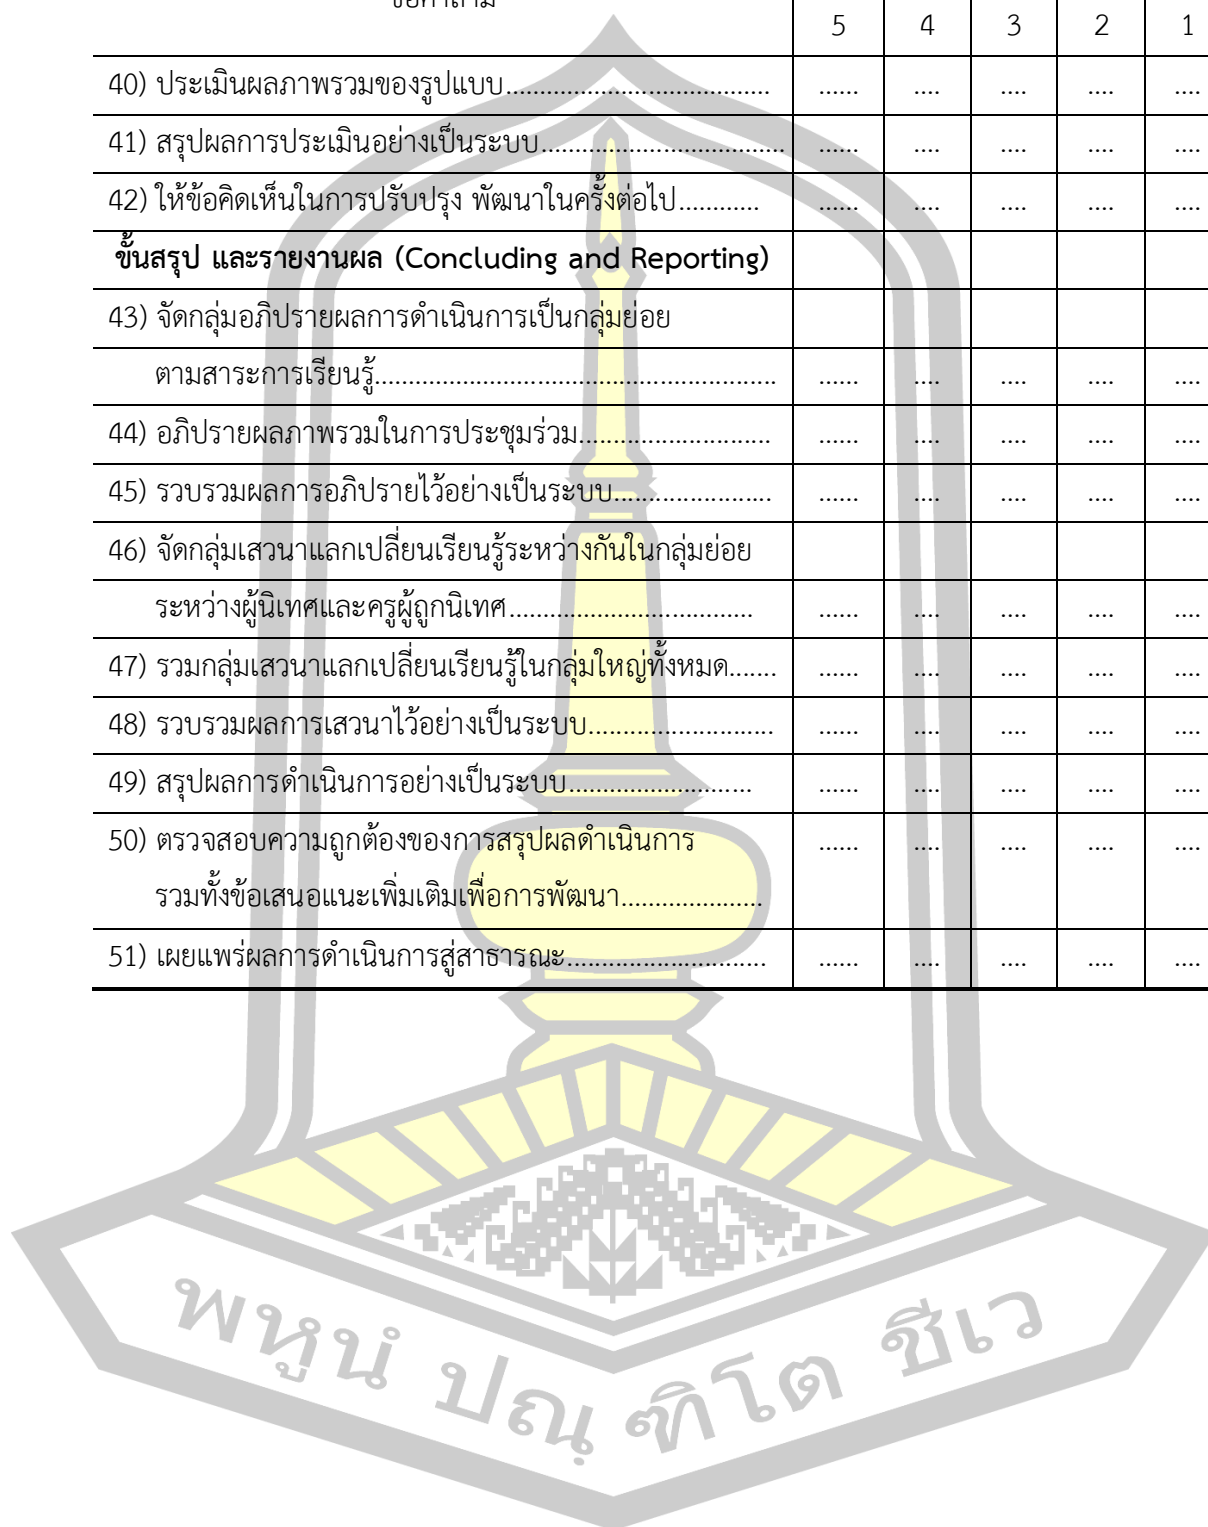 ข้อคำถาม
5 4 3 2 1
40) ประเมินผลภาพรวมของรูปแบบ....................................... ...... .... .... .... ....
41) สรุปผลการประเมินอย่างเป็นระบบ.................................... ...... .... .... .... ....
42) ให้ข้อคิดเห็นในการปรับปรุง พัฒนาในครั้งต่อไป............ ...... .... .... .... ....
ขั้นสรุป และรายงานผล (Concluding and Reporting)
43) จัดกลุ่มอภิปรายผลการดำเนินการเป็นกลุ่มย่อย
ตามสาระการเรียนรู้............................................................ ...... .... .... .... ....
44) อภิปรายผลภาพรวมในการประชุมร่วม............................ ...... .... .... .... ....
45) รวบรวมผลการอภิปรายไว้อย่างเป็นระบบ....................... ...... .... .... .... ....
46) จัดกลุ่มเสวนาแลกเปลี่ยนเรียนรู้ระหว่างกันในกลุ่มย่อย
ระหว่างผู้นิเทศและครูผู้ถูกนิเทศ.................................... ...... .... .... .... ....
47) รวมกลุ่มเสวนาแลกเปลี่ยนเรียนรู้ในกลุ่มใหญ่ทั้งหมด....... ...... .... .... .... ....
48) รวบรวมผลการเสวนาไว้อย่างเป็นระบบ........................... ...... .... .... .... ....
49) สรุปผลการดำเนินการอย่างเป็นระบบ........................... ...... .... .... .... ....
50) ตรวจสอบความถูกต้องของการสรุปผลดำเนินการ ...... .... .... .... ....
รวมทั้งข้อเสนอแนะเพิ่มเติมเพื่อการพัฒนา.....................
51) เผยแพร่ผลการดำเนินการสู่สาธารณะ............................. ...... .... .... .... ....
พหูนํ ปณฺฑิโต ชีเว